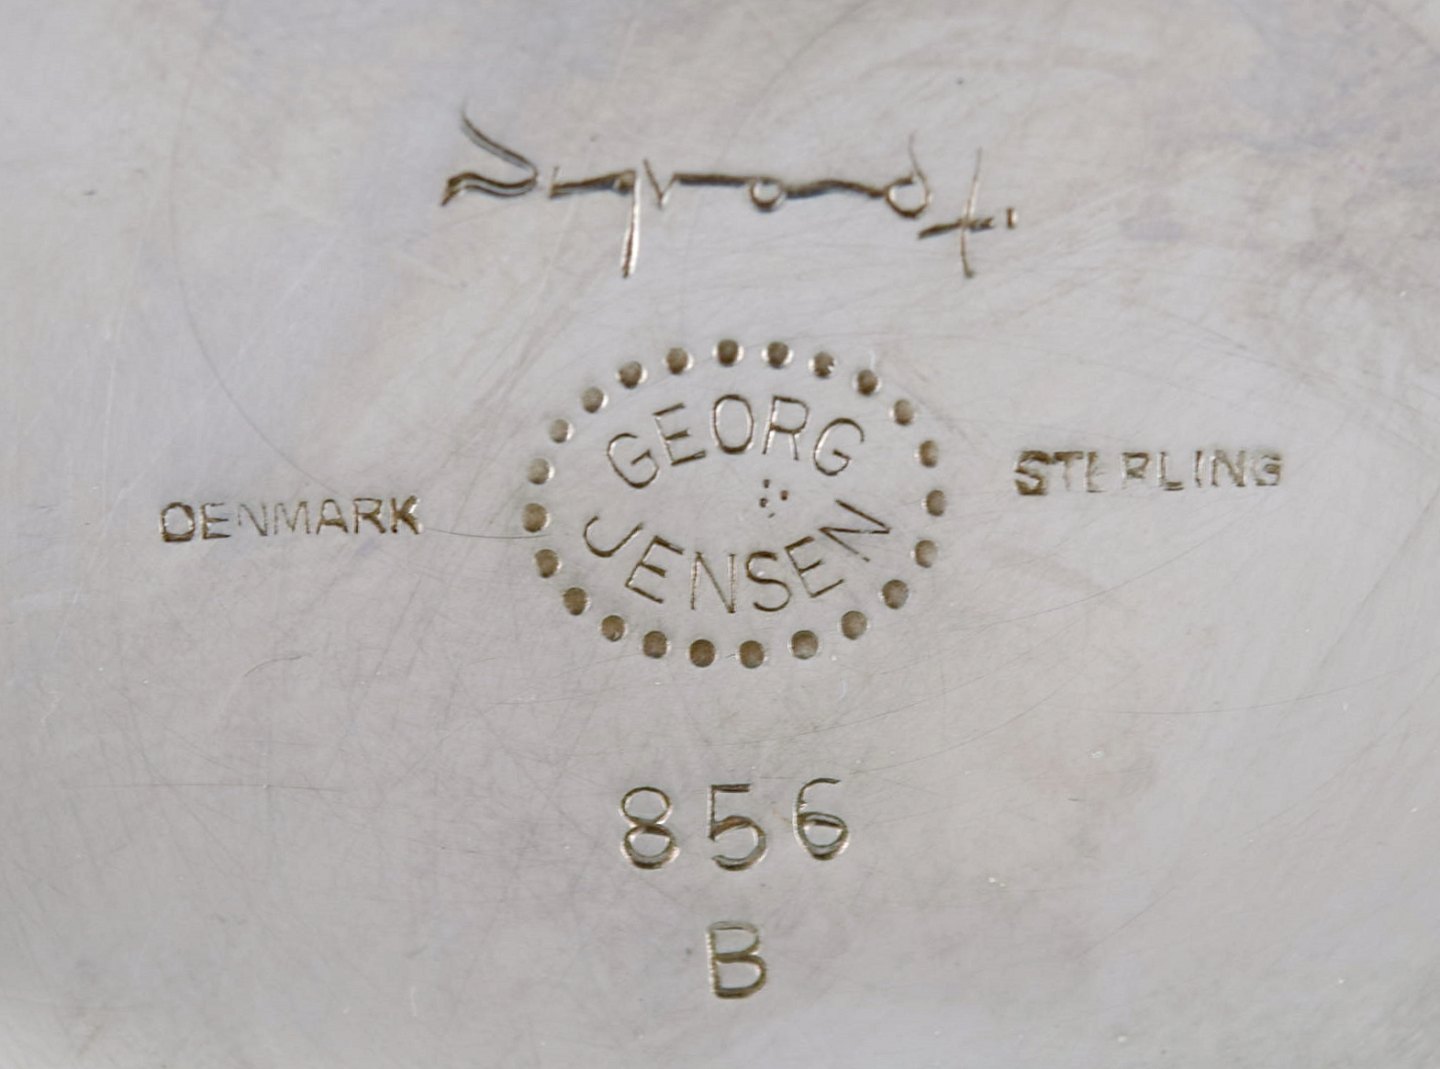 GEORG
JENSEN
DENMARK
STERLING
856
B